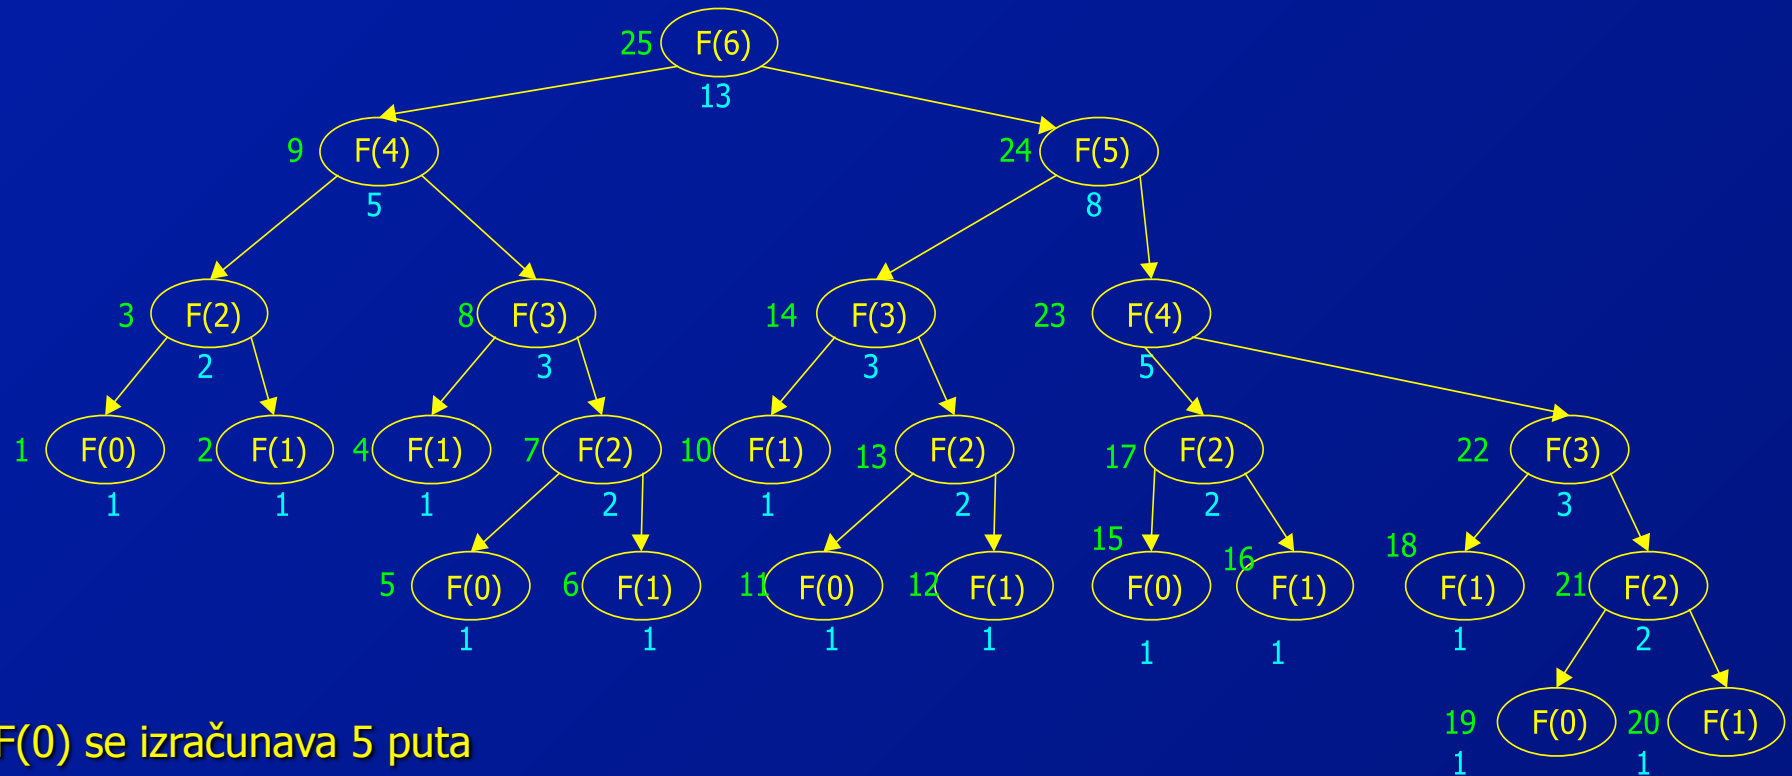 25 F(6)
13
9 F(4) 24 F(5)
5 8
3 F(2) 8 F(3) 14 F(3) 23 F(4)
2 3 3 5
1 F(0) 2 F(1) 4 F(1) 7 F(2) 10 F(1) 13 F(2) 17 F(2) 22 F(3)
1 1 1 2 1 2 2 3
5 F(0) 6 F(1) 11 F(0) 12 F(1) 15 F(0) 16 F(1) 18 F(1) 21 F(2)
1 1 1 1 1 1 1 2
19 F(0) 20 F(1)
1 1
F(0) se izračunava 5 puta